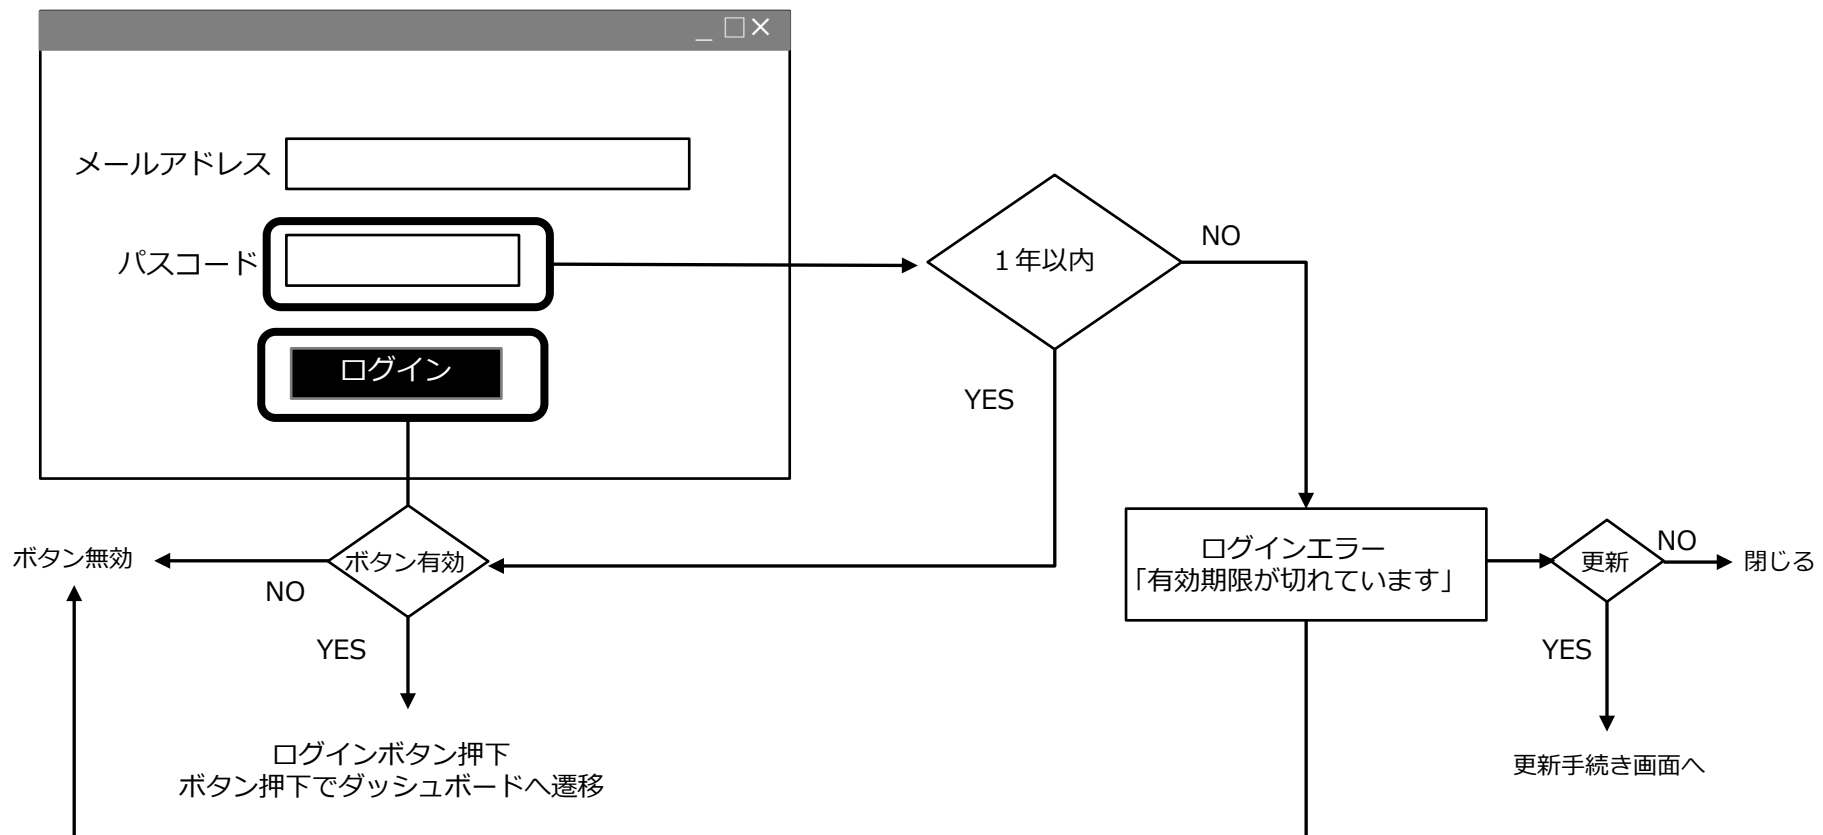 _ □×
メールアドレス
パスコード
ログイン
１年以内
NO
YES
ボタン無効
NO
ボタン有効
YES
ログインボタン押下
ボタン押下でダッシュボードへ遷移
ログインエラー
「有効期限が切れています」
更新
NO
閉じる
YES
更新手続き画面へ